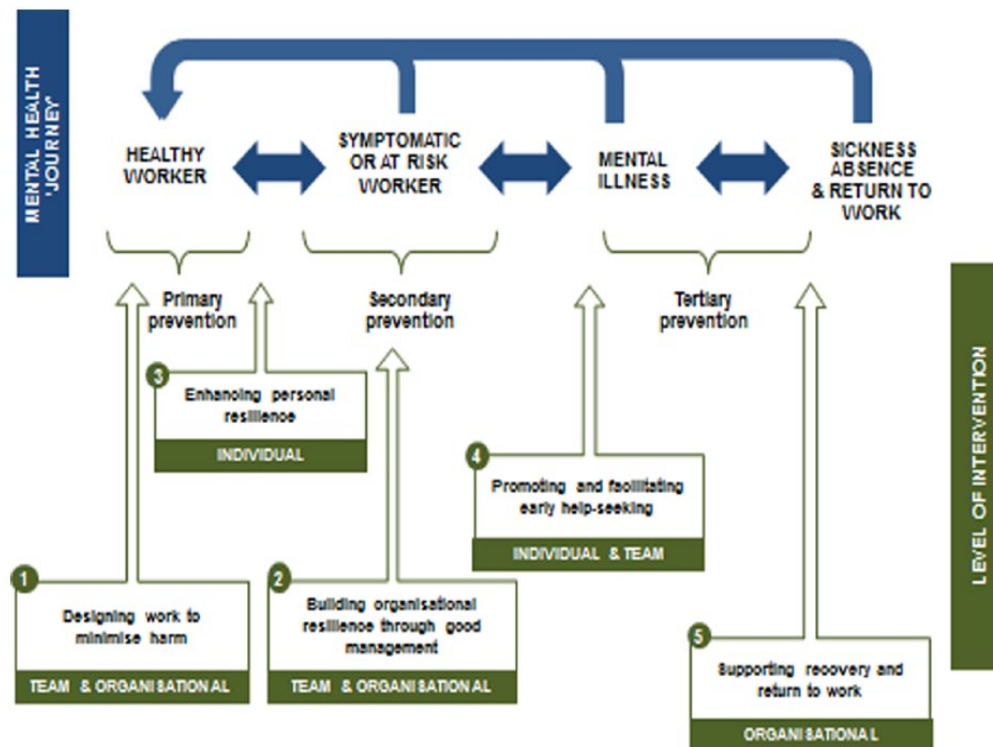 MENTAL HEALTH
'JOURNEY'
HEALTHY
WORKER
SYMPTOMATIC
OR AT RISK
WORKER
MENTAL
ILLNESS
SICKNESS
ABSENCE
& RETURN TO
WORK
Primary
prevention
Secondary
prevention
Tertiary
prevention
LEVEL OF INTERVENTION
3
Enhancing personal
resilience
INDIVIDUAL
4
Promoting and facilitating
early help-seeking
INDIVIDUAL & TEAM
1
Designing work to
minimise harm
TEAM & ORGANISATIONAL
2
Building organisational
resilience through good
management
TEAM & ORGANISATIONAL
5
Supporting recovery and
return to work
ORGANISATIONAL